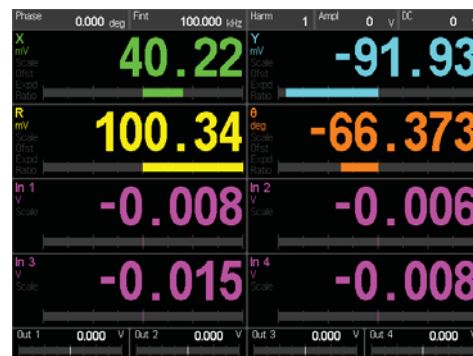 Phase 0.000 deg Fint 100.000 kHz Harm 1 Ampl 0 V DC 0
X 40.22 Y -91.93
mV mV
Scale Scale
Ofst Ofst
Expd Expd
Ratio Ratio
R 100.34 θ -66.373
mV deg
Scale Scale
Ofst Ofst
Expd Expd
Ratio Ratio
In 1 -0.008 In 2 -0.006
V V
Scale Scale
In 3 -0.015 In 4 -0.008
V V
Scale Scale
Out 1 0.000 V Out 2 0.000 V Out 3 0.000 V Out 4 0.000